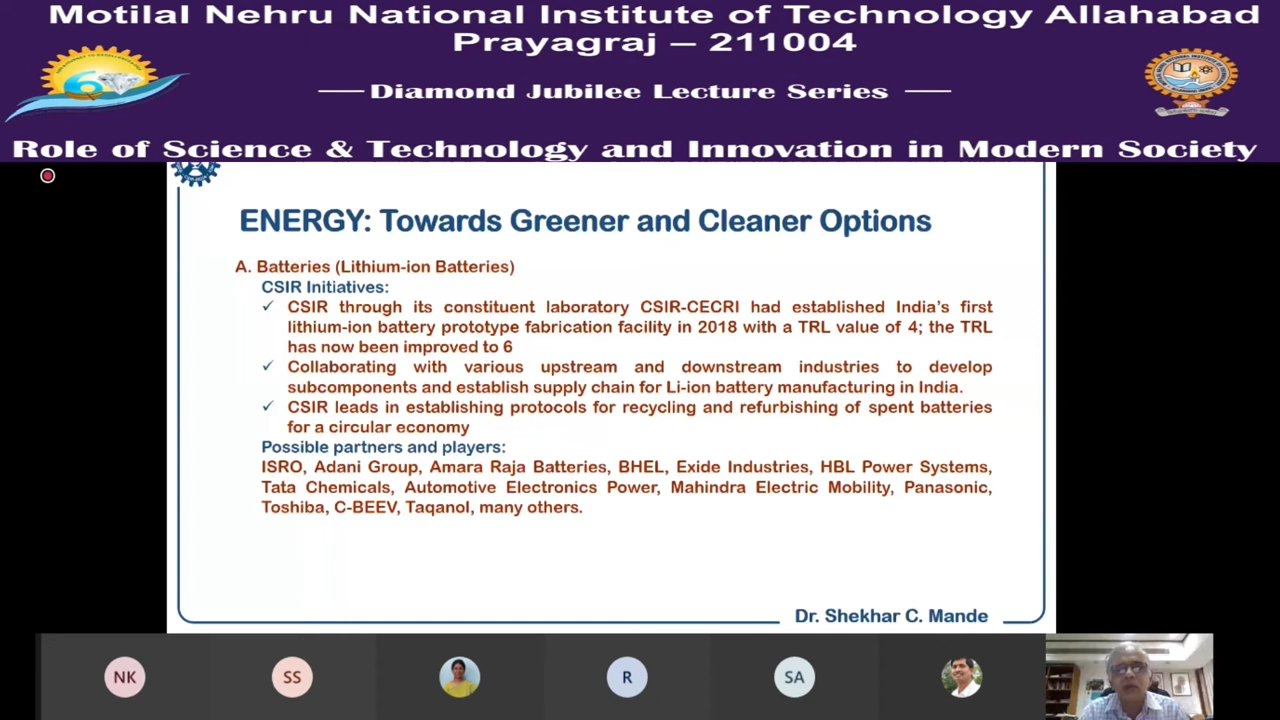 Motilal Nehru National Institute of Technology Allahabad
Prayagraj – 211004
Diamond Jubilee Lecture Series
Role of Science & Technology and Innovation in Modern Society
ENERGY: Towards Greener and Cleaner Options
A. Batteries (Lithium-ion Batteries)
CSIR Initiatives:
✓ CSIR through its constituent laboratory CSIR-CECRI had established India's first
lithium-ion battery prototype fabrication facility in 2018 with a TRL value of 4; the TRL
has now been improved to 6
✓ Collaborating with various upstream and downstream industries to develop
subcomponents and establish supply chain for Li-ion battery manufacturing in India.
✓ CSIR leads in establishing protocols for recycling and refurbishing of spent batteries
for a circular economy
Possible partners and players:
ISRO, Adani Group, Amara Raja Batteries, BHEL, Exide Industries, HBL Power Systems,
Tata Chemicals, Automotive Electronics Power, Mahindra Electric Mobility, Panasonic,
Toshiba, C-BEEV, Taqanol, many others.
Dr. Shekhar C. Mande
NK
SS
R
SA